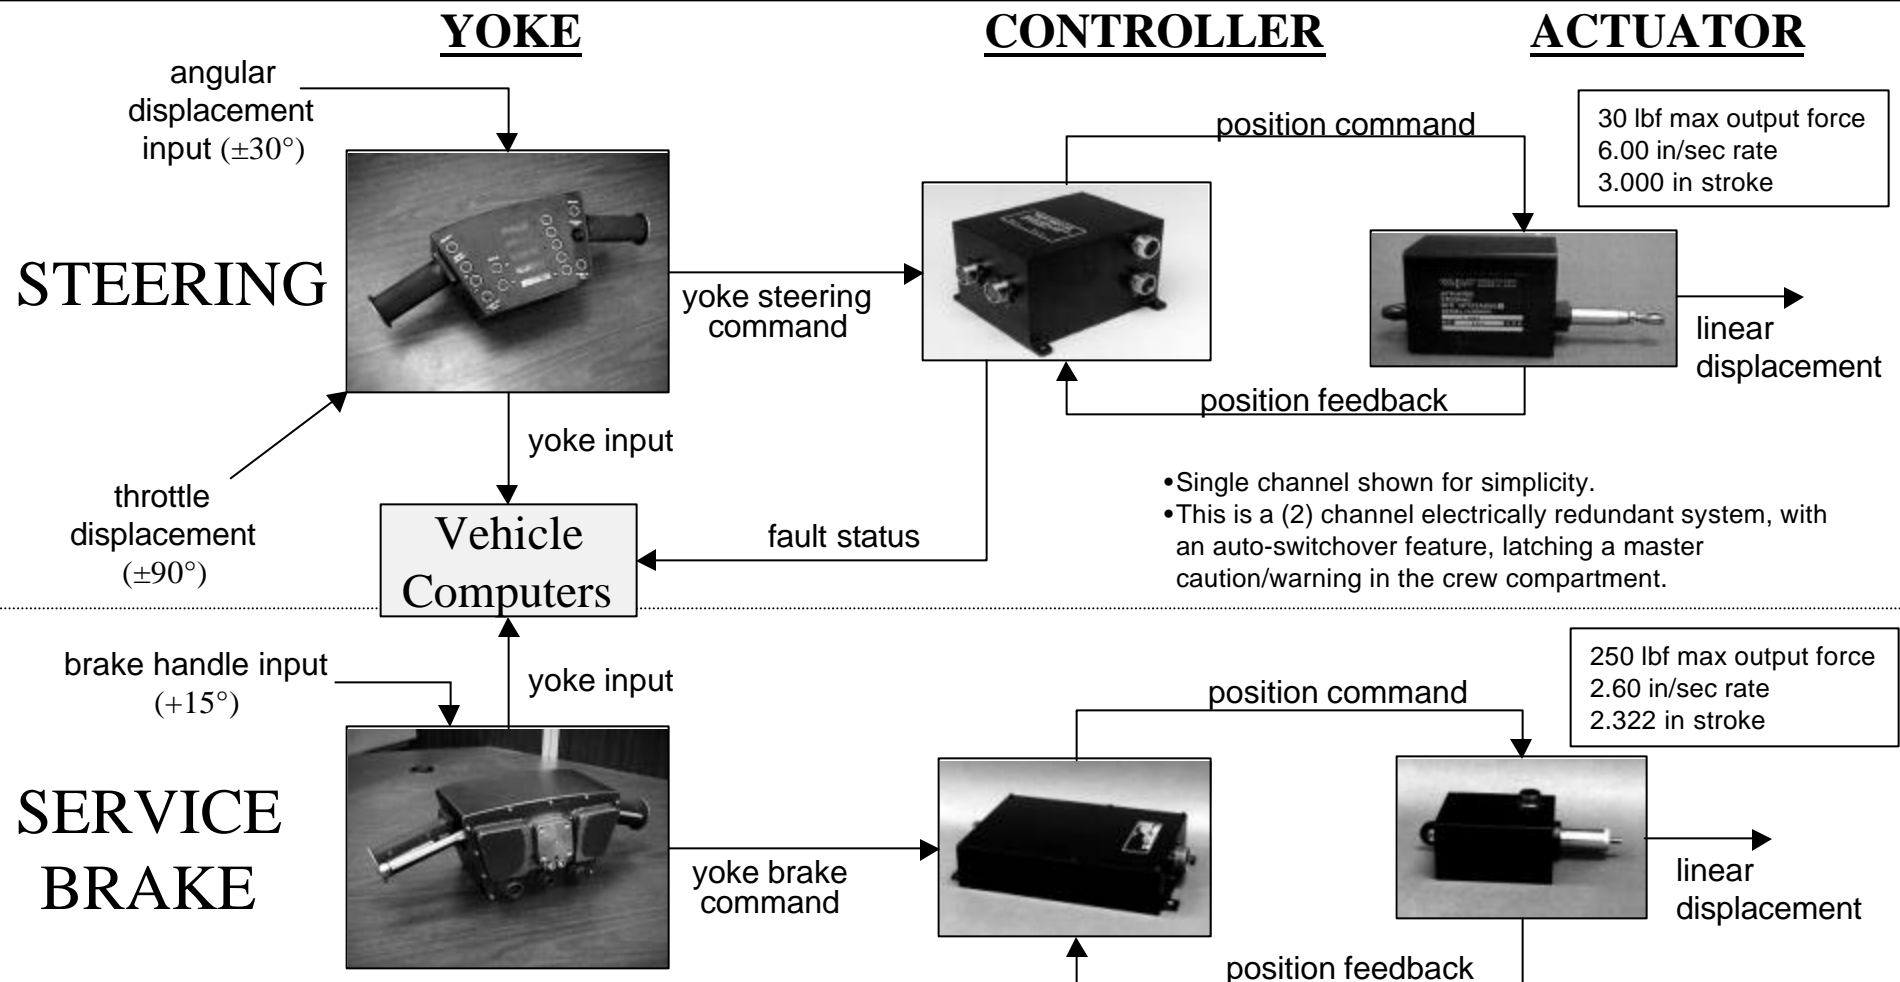 YOKE
CONTROLLER
ACTUATOR
angular
displacement
input (±30°)
position command
30 lbf max output force
6.00 in/sec rate
3.000 in stroke
STEERING
yoke steering
command
linear
displacement
position feedback
yoke input
throttle
displacement
(±90°)
Vehicle
Computers
fault status
•Single channel shown for simplicity.
•This is a (2) channel electrically redundant system, with
an auto-switchover feature, latching a master
caution/warning in the crew compartment.
brake handle input
(+15°)
yoke input
position command
250 lbf max output force
2.60 in/sec rate
2.322 in stroke
SERVICE
BRAKE
yoke brake
command
linear
displacement
position feedback